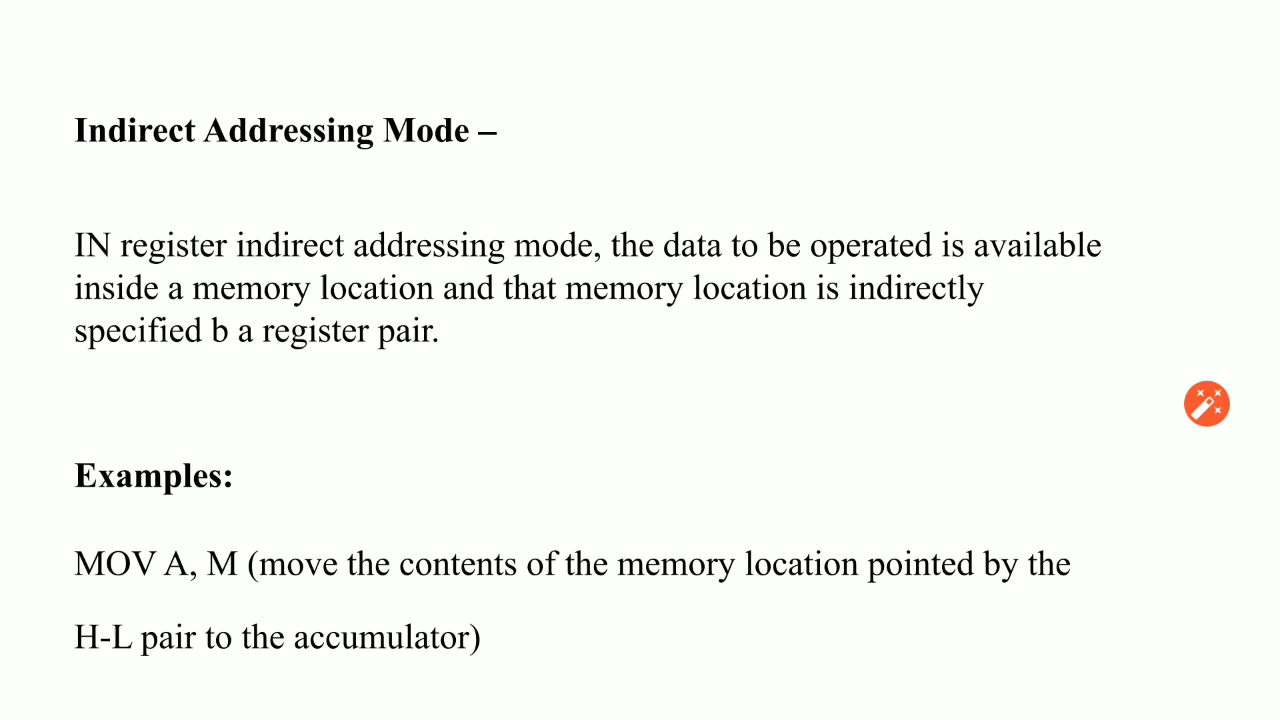 Indirect Addressing Mode –
IN register indirect addressing mode, the data to be operated is available
inside a memory location and that memory location is indirectly
specified b a register pair.
Examples:
MOV A, M (move the contents of the memory location pointed by the
H-L pair to the accumulator)